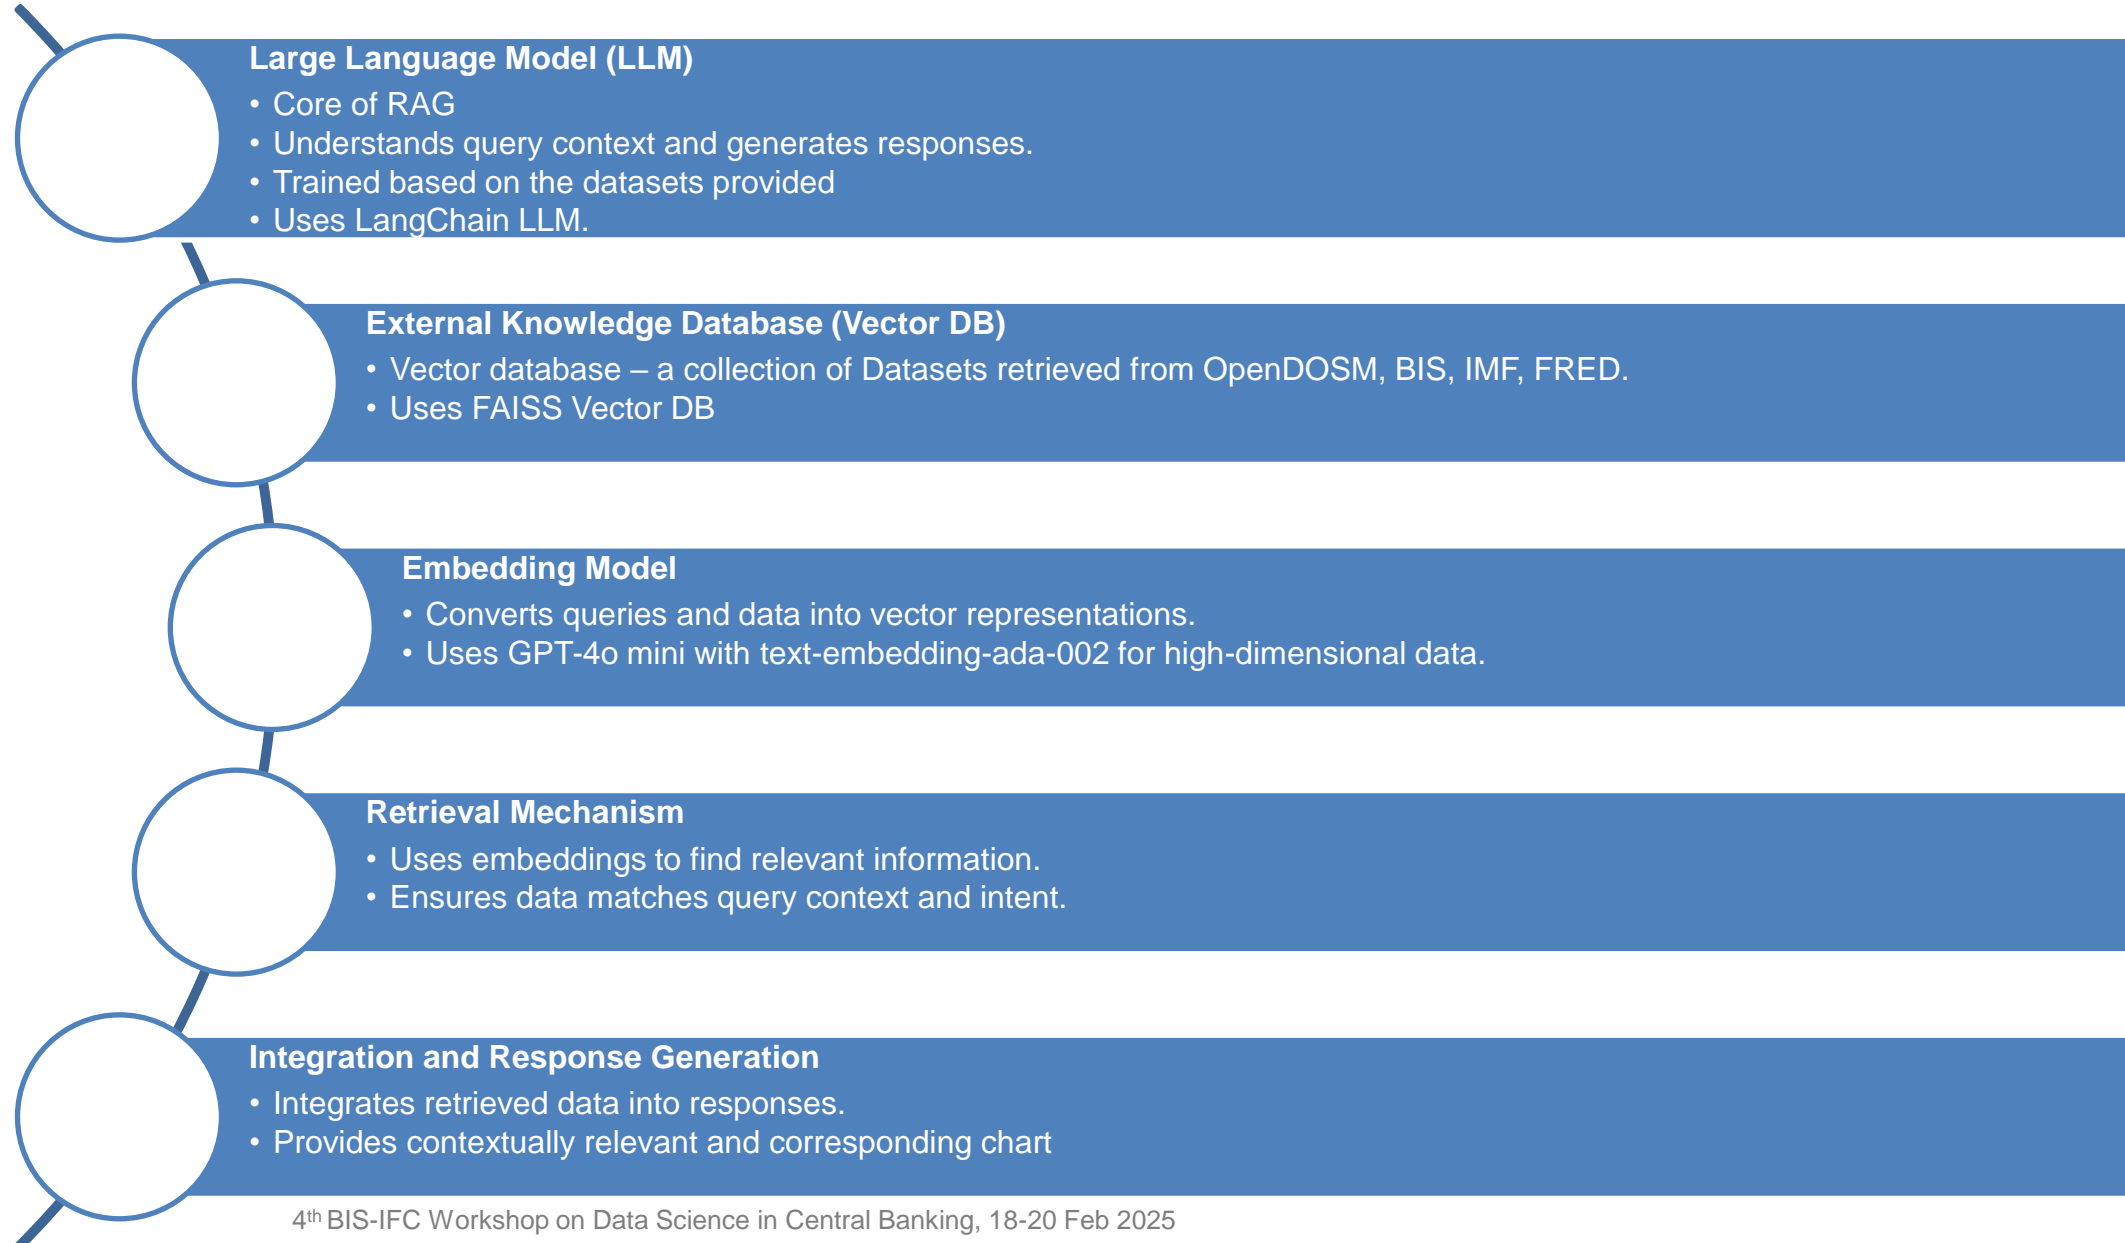 Large Language Model (LLM)
• Core of RAG
• Understands query context and generates responses.
• Trained based on the datasets provided
• Uses LangChain LLM.
External Knowledge Database (Vector DB)
• Vector database – a collection of Datasets retrieved from OpenDOSM, BIS, IMF, FRED.
• Uses FAISS Vector DB
Embedding Model
• Converts queries and data into vector representations.
• Uses GPT-4o mini with text-embedding-ada-002 for high-dimensional data.
Retrieval Mechanism
• Uses embeddings to find relevant information.
• Ensures data matches query context and intent.
Integration and Response Generation
• Integrates retrieved data into responses.
• Provides contextually relevant and corresponding chart
4th BIS-IFC Workshop on Data Science in Central Banking, 18-20 Feb 2025